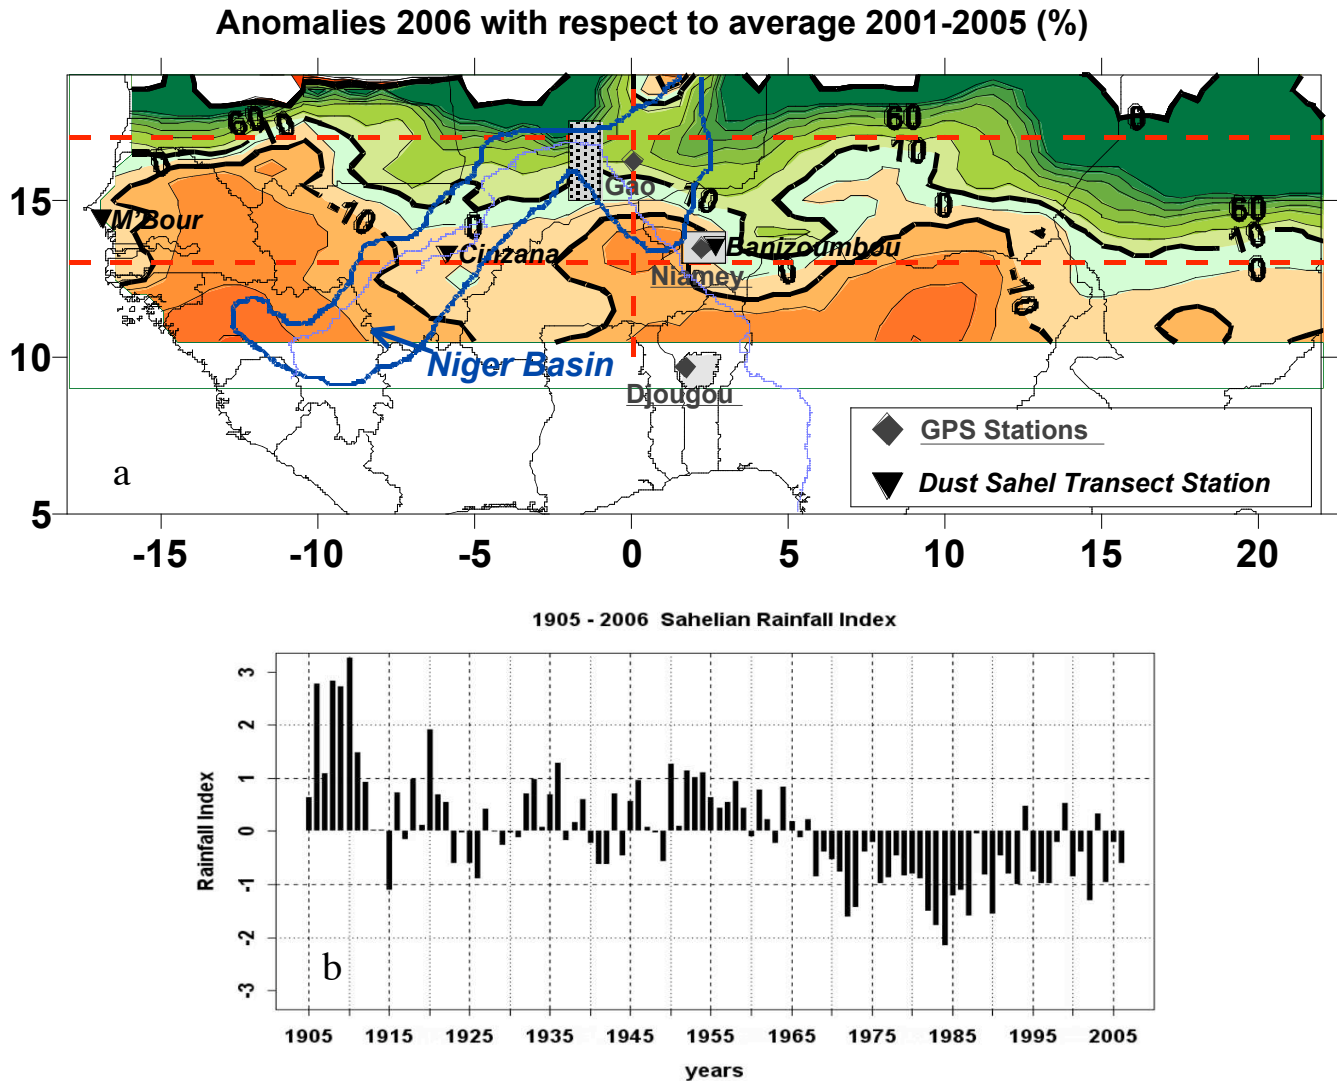 Anomalies 2006 with respect to average 2001-2005 (%)
60 10 60 0
0 10
Gao
15 M'Bour -10 0 10 0 60
Cinzana Banizoumbou 10
Niamey 0 -10 0
10 Niger Basin
Djougou
GPS Stations
a Dust Sahel Transect Station
5
-15 -10 -5 0 5 10 15 20
1905 - 2006 Sahelian Rainfall Index
3
2
1
0
-1
-2
-3
Rainfall Index
b
1905 1915 1925 1935 1945 1955 1965 1975 1985 1995 2005
years